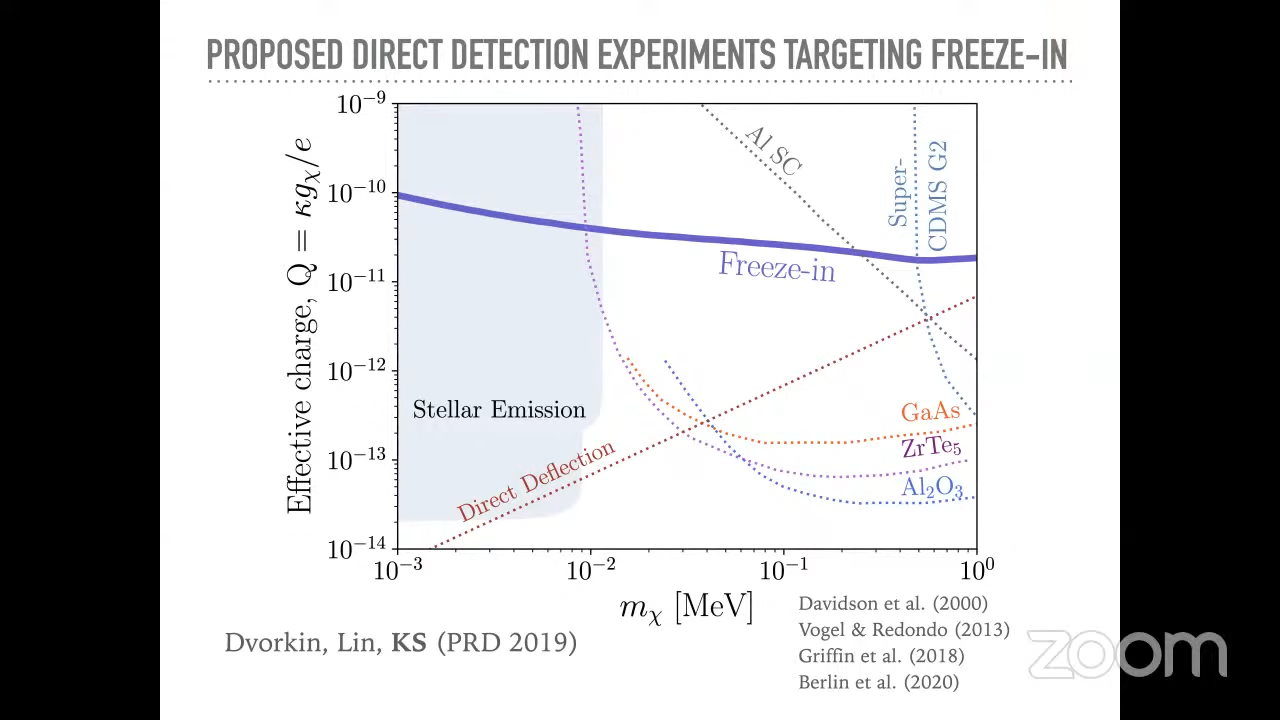 PROPOSED DIRECT DETECTION EXPERIMENTS TARGETING FREEZE-IN
10⁻⁹
10⁻¹⁰
10⁻¹¹
10⁻¹²
10⁻¹³
10⁻¹⁴
Effective charge, Q = κg_χ/e
Al SC
Super-
CDMS G2
Freeze-in
Stellar Emission
Direct Deflection
GaAs
ZrTe₅
Al₂O₃
10⁻³
10⁻²
10⁻¹
10⁰
m_χ [MeV]
Dvorkin, Lin, KS (PRD 2019)
Davidson et al. (2000)
Vogel & Redondo (2013)
Griffin et al. (2018)
Berlin et al. (2020)
zoom